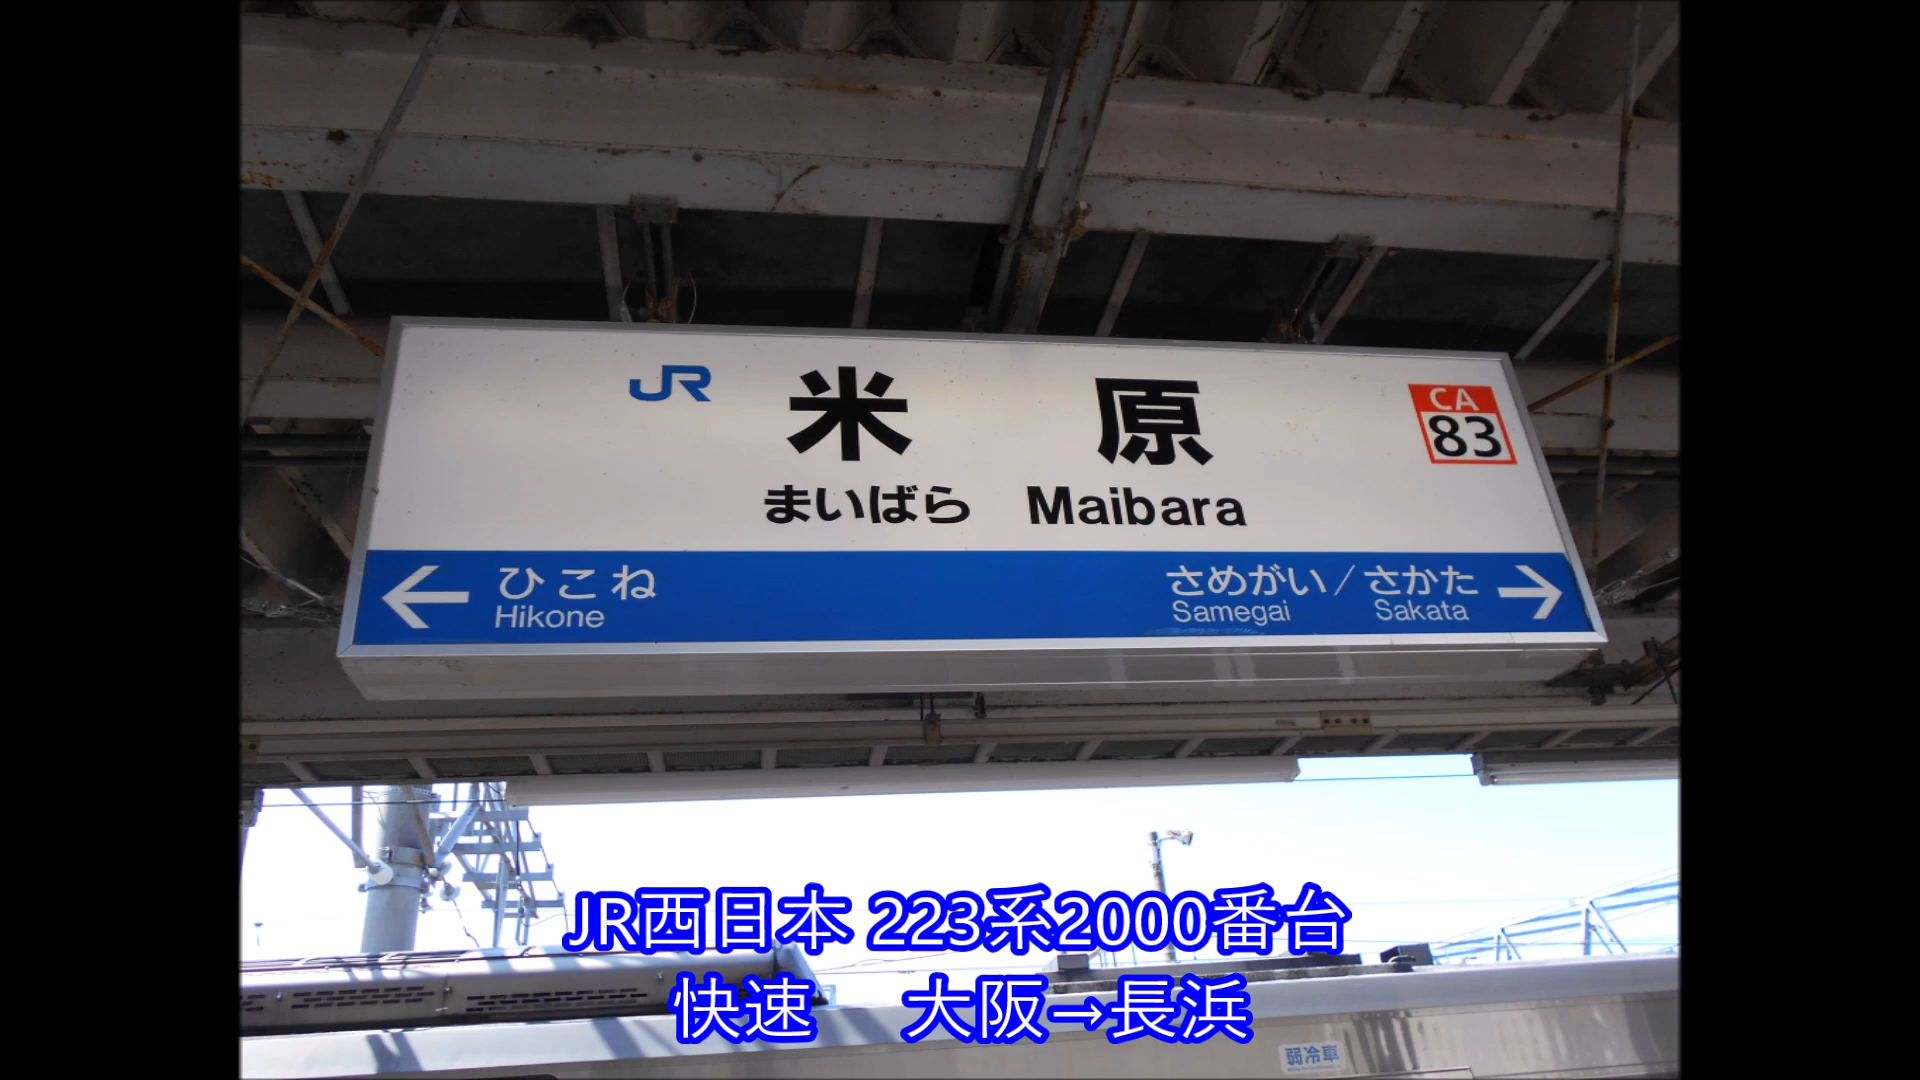 JR 米原 CA
83
まいばら Maibara
← ひこね さめがい／さかた →
Hikone Samegai Sakata
JR西日本 223系2000番台
快速 大阪→長浜
弱冷車